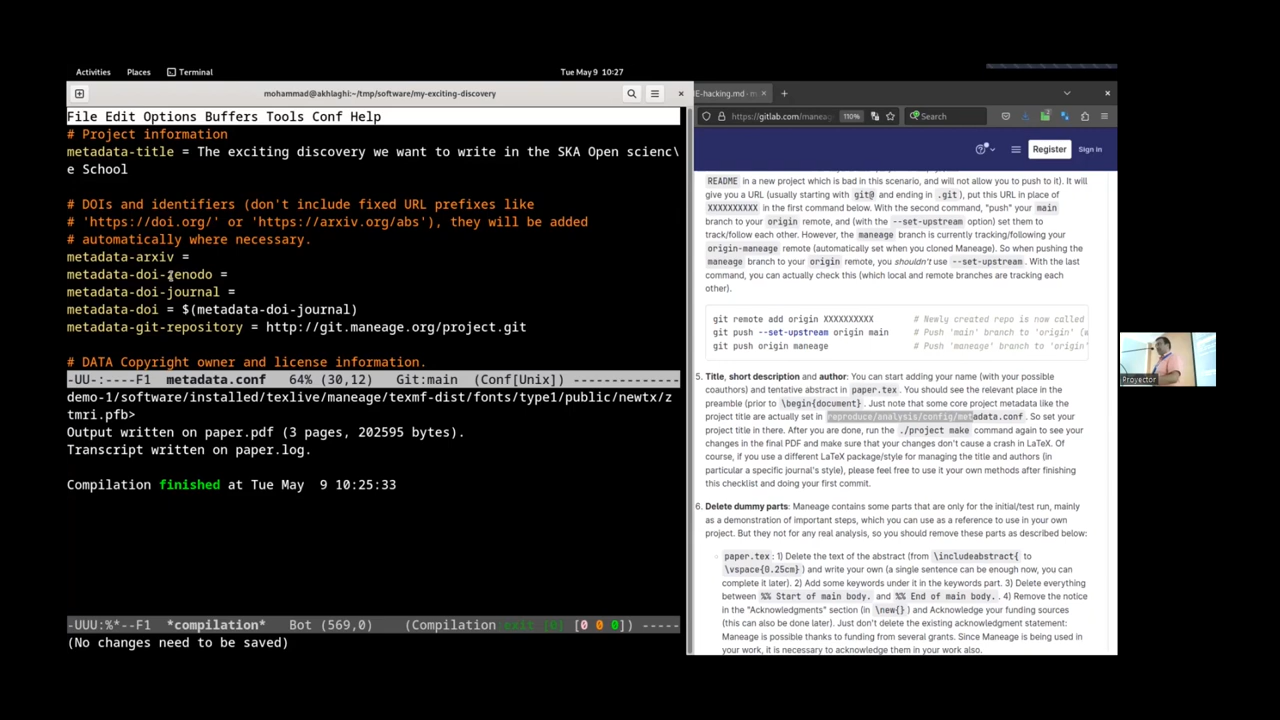 Activities Places Terminal Tue May 9 10:27
mohammad@akhlaghi:~/tmp/software/my-exciting-discovery
File Edit Options Buffers Tools Conf Help
# Project information
metadata-title = The exciting discovery we want to write in the SKA Open scienc\
e School
# DOIs and identifiers (don't include fixed URL prefixes like
# 'https://doi.org/' or 'https://arxiv.org/abs'), they will be added
# automatically where necessary.
metadata-arxiv =
metadata-doi-zenodo =
metadata-doi-journal =
metadata-doi = $(metadata-doi-journal)
metadata-git-repository = http://git.maneage.org/project.git
# DATA Copyright owner and license information.
-UU-:----F1 metadata.conf 64% (30,12) Git:main (Conf[Unix])
demo-1/software/installed/texlive/maneage/texmf-dist/fonts/type1/public/newtx/z
tmri.pfb>
Output written on paper.pdf (3 pages, 202595 bytes).
Transcript written on paper.log.
Compilation finished at Tue May 9 10:25:33
-UUU:%*--F1 *compilation* Bot (569,0) (Compilation exit [0] [0 0 0]) -----
(No changes need to be saved)
E-hacking.md - m
https://gitlab.com/maneag 110% Search
Register Sign in
README in a new project which is bad in this scenario, and will not allow you to push to it). It will
give you a URL (usually starting with git@ and ending in .git), put this URL in
XXXXXXXXXX in the first command below. With the second command, "push" your main
branch to your origin remote, and (with the --set-upstream option) set them to
track/follow each other. However, the maneage branch is currently tracking/following your
origin-maneage remote (automatically set when you cloned Maneage). So when pushing the
maneage branch to your origin remote, you shouldn't use --set-upstream. With the last
command, you can actually check this (which local and remote branches are tracking each
other).
git remote add origin XXXXXXXXXX # Newly created repo is now called
git push --set-upstream origin main # Push 'main' branch to 'origin' (w
git push origin maneage # Push 'maneage' branch to 'origin'
5. Title, short description and author: You can start adding your name (with your possible
coauthors) and tentative abstract in paper.tex. You should see the relevant place in the
preamble (prior to \begin{document}. Just note that some core project metadata like the
project title are actually set in reproduce/analysis/config/metadata.conf. So set your
project title in there. After you are done, run the ./project make command again to see your
changes in the final PDF and make sure that your changes don't cause a crash in LaTeX. Of
course, if you use a different LaTeX package/style for managing the title and authors (in
particular a specific journal's style), please feel free to use it your own methods after finishing
this checklist and doing your first commit.
6. Delete dummy parts: Maneage contains some parts that are only for the initial/test run, mainly
as a demonstration of important steps, which you can use as a reference to use in your own
project. But they not for any real analysis, so you should remove these parts as described below:
paper.tex: 1) Delete the text of the abstract (from \includeabstract{ to
\vspace{0.25cm}) and write your own (a single sentence can be enough now, you can
complete it later). 2) Add some keywords under it in the keywords part. 3) Delete everything
between %% Start of main body. and %% End of main body.. 4) Remove the notice
in the "Acknowledgments" section (in \new{}) and Acknowledge your funding sources
(this can also be done later). Just don't delete the existing acknowledgment statement:
Maneage is possible thanks to funding from several grants. Since Maneage is being used in
your work, it is necessary to acknowledge them in your work also.
Proyector